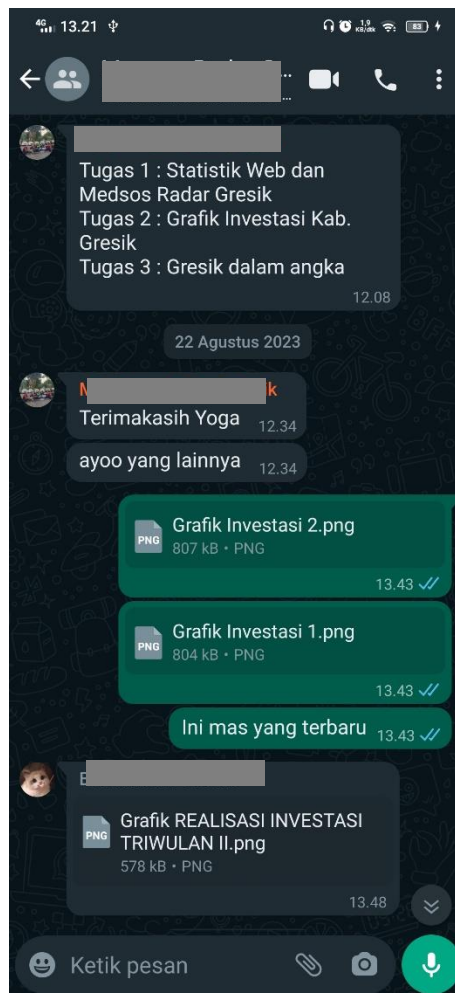 4G 13.21 1,9 KB/dtk 83
Tugas 1 : Statistik Web dan
Medsos Radar Gresik
Tugas 2 : Grafik Investasi Kab.
Gresik
Tugas 3 : Gresik dalam angka
12.08
22 Agustus 2023
Terimakasih Yoga 12.34
ayoo yang lainnya 12.34
PNG Grafik Investasi 2.png
807 kB • PNG
13.43
PNG Grafik Investasi 1.png
804 kB • PNG
13.43
Ini mas yang terbaru 13.43
PNG Grafik REALISASI INVESTASI
TRIWULAN II.png
578 kB • PNG
13.48
Ketik pesan